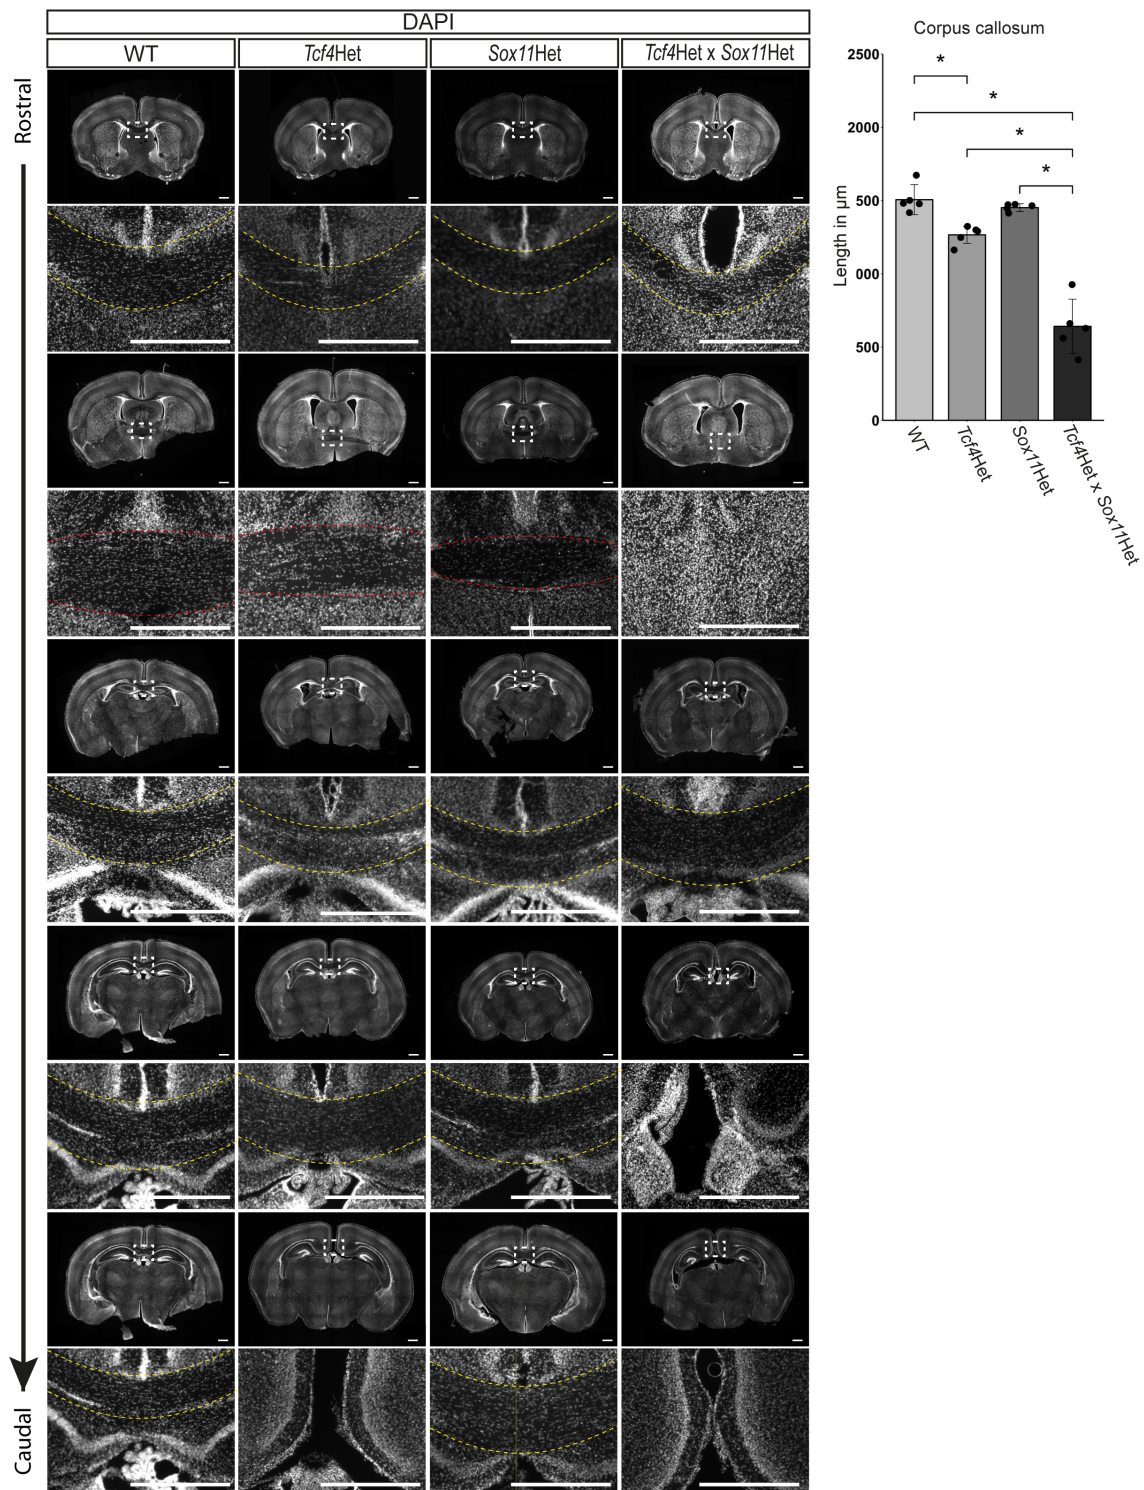 DAPI
WT
Tcf4Het
Sox11Het
Tcf4Het x Sox11Het
Rostral
Caudal
Corpus callosum
Length in µm
2500
2000
500
000
500
0
*
*
*
*
WT
Tcf4Het
Sox11Het
Tcf4Het x Sox11Het